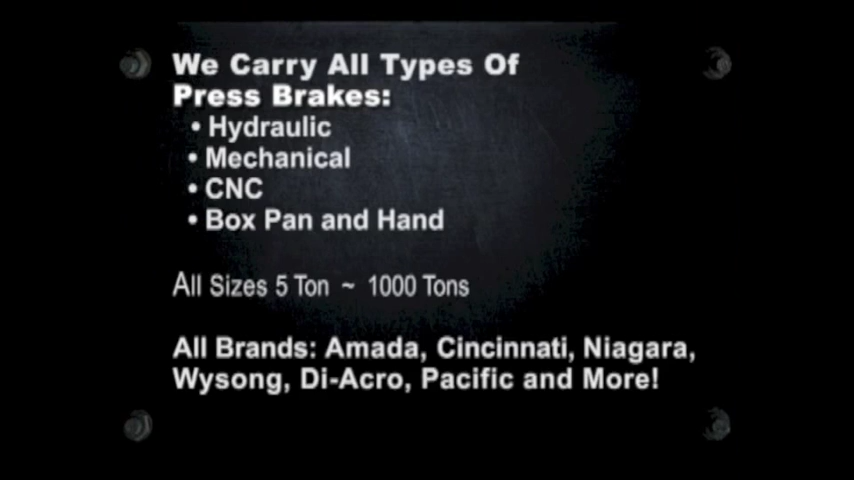 We Carry All Types Of
Press Brakes:
• Hydraulic
• Mechanical
• CNC
• Box Pan and Hand
All Sizes 5 Ton ~ 1000 Tons
All Brands: Amada, Cincinnati, Niagara,
Wysong, Di-Acro, Pacific and More!